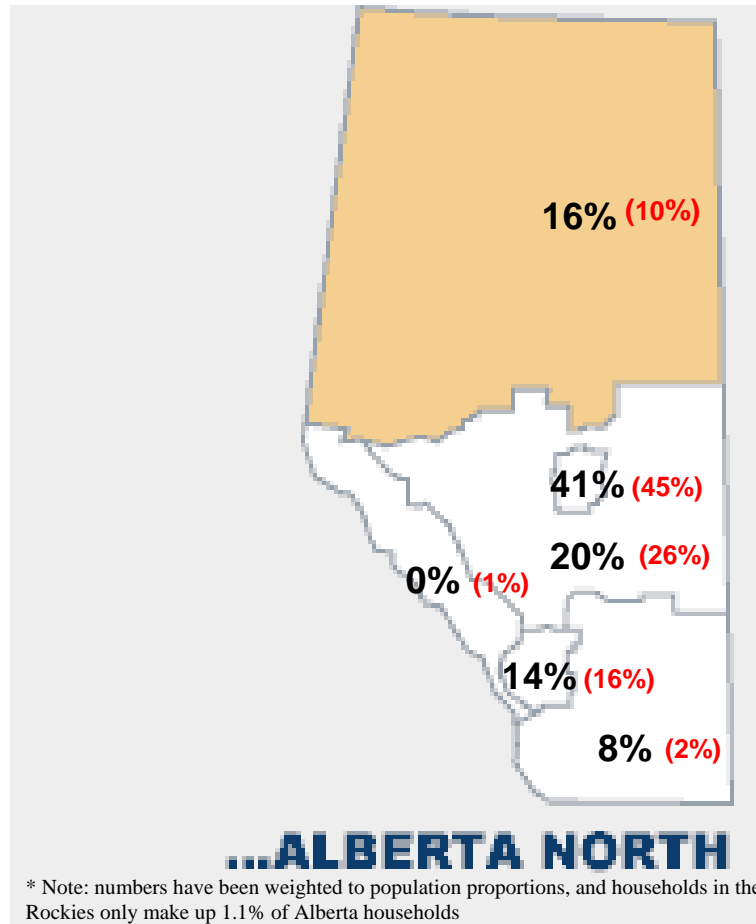 16% (10%)
41% (45%)
20% (26%)
0% (1%)
14% (16%)
8% (2%)
...ALBERTA NORTH
* Note: numbers have been weighted to population proportions, and households in the
Rockies only make up 1.1% of Alberta households